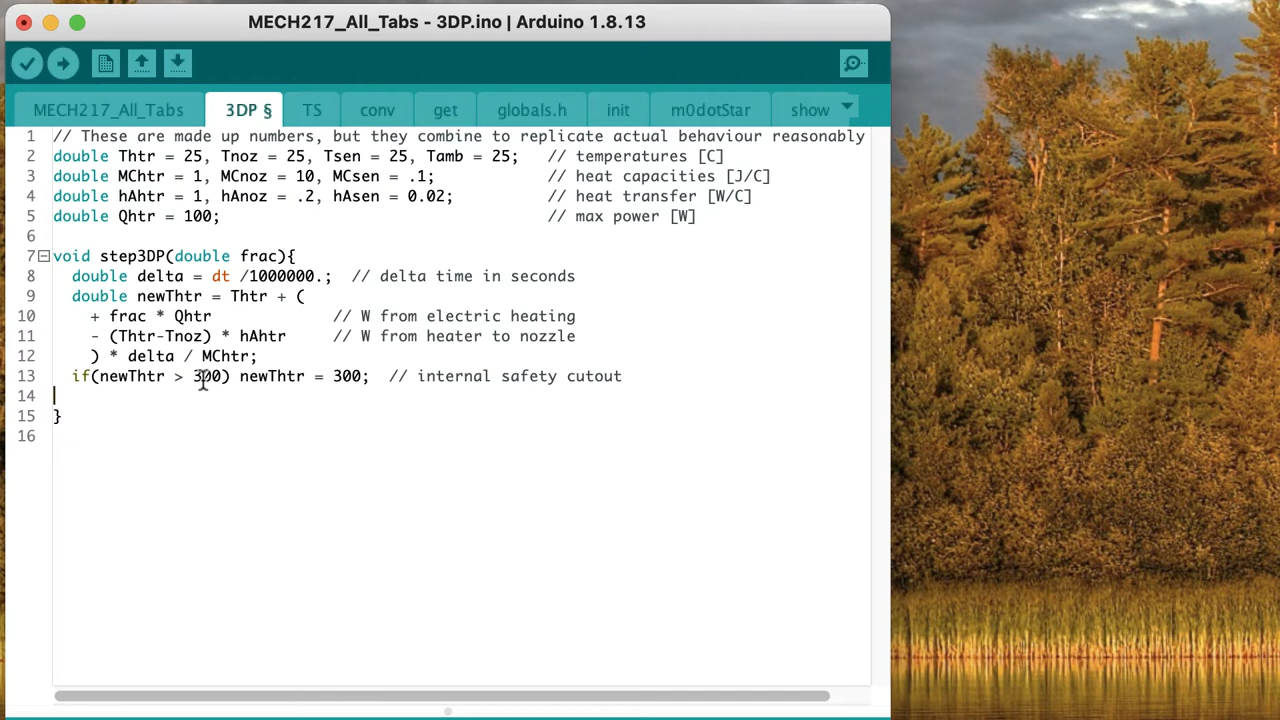 MECH217_All_Tabs - 3DP.ino | Arduino 1.8.13
MECH217_All_Tabs 3DP § TS conv get globals.h init m0dotStar show
1 // These are made up numbers, but they combine to replicate actual behaviour reasonably
2 double Thtr = 25, Tnoz = 25, Tsen = 25, Tamb = 25;   // temperatures [C]
3 double MChtr = 1, MCnoz = 10, MCsen = .1;            // heat capacities [J/C]
4 double hAhtr = 1, hAnoz = .2, hAsen = 0.02;          // heat transfer [W/C]
5 double Qhtr = 100;                                   // max power [W]
6
7 void step3DP(double frac){
8   double delta = dt /1000000.;  // delta time in seconds
9   double newThtr = Thtr + (
10     + frac * Qhtr             // W from electric heating
11     - (Thtr-Tnoz) * hAhtr     // W from heater to nozzle
12     ) * delta / MChtr;
13   if(newThtr > 300) newThtr = 300;  // internal safety cutout
14
15 }
16